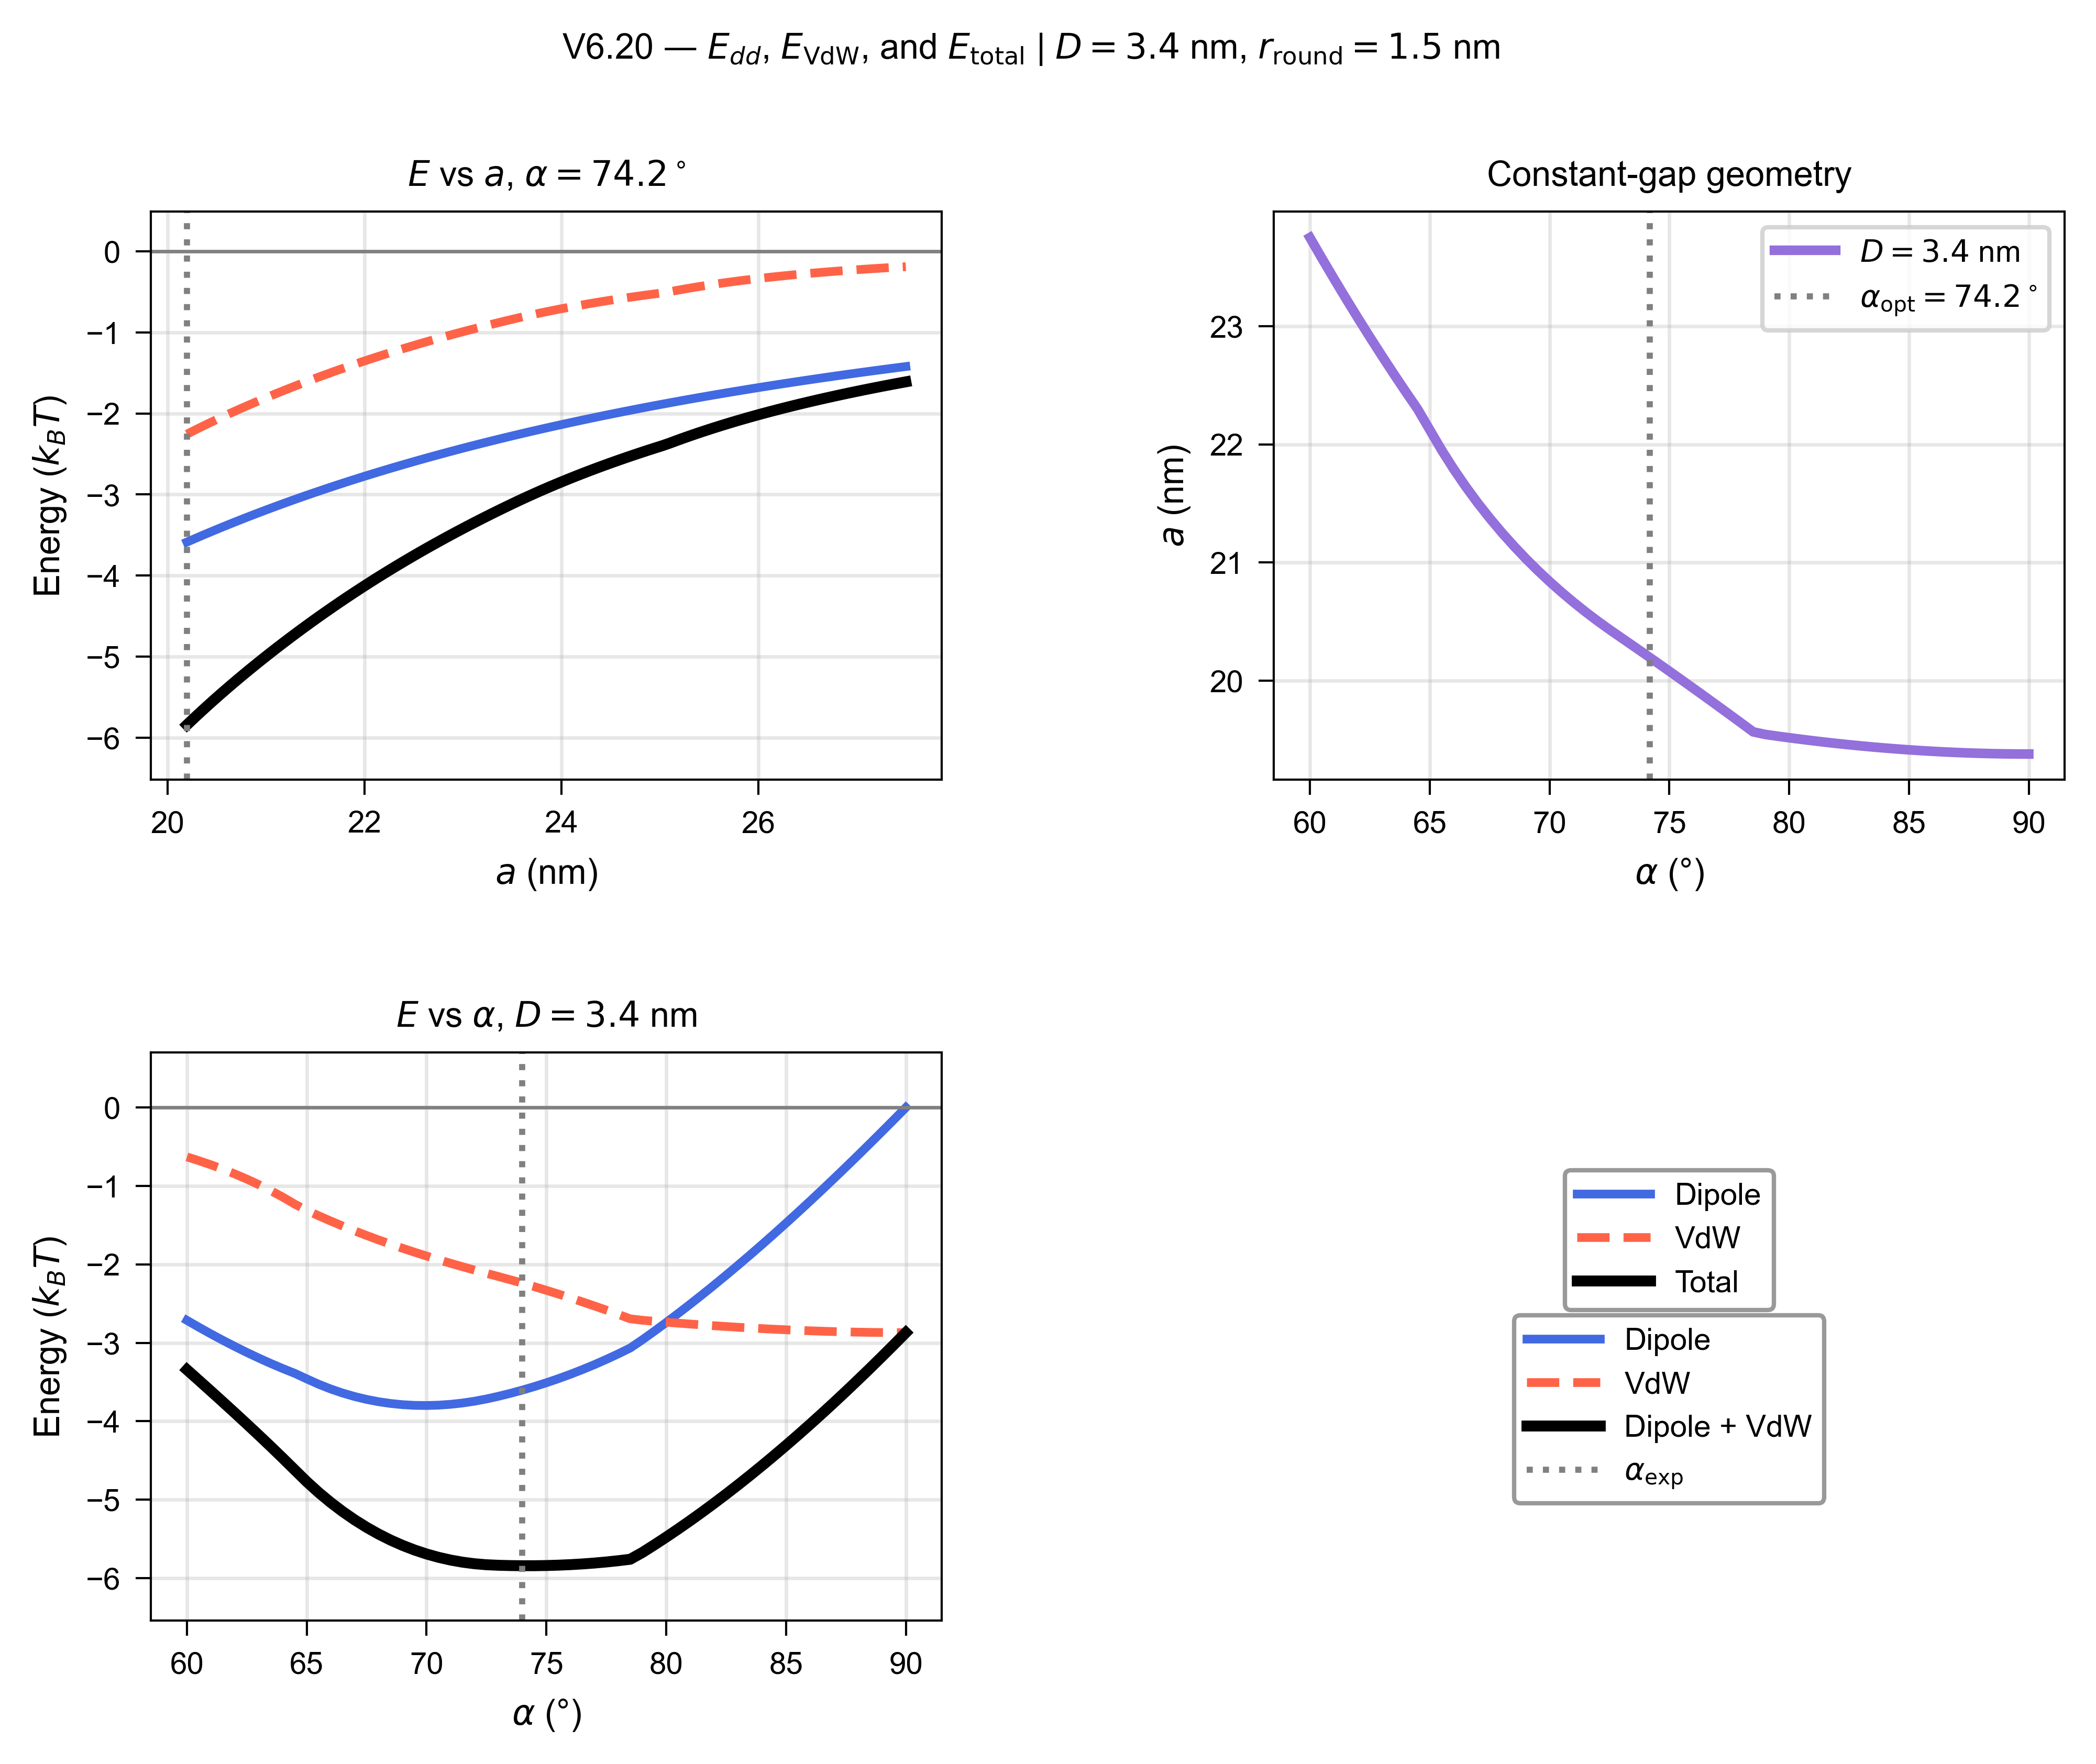 V6.20 — E_dd, E_VdW, and E_total | D = 3.4 nm, r_round = 1.5 nm
E vs a, α = 74.2°
Energy (k_BT)
0
−1
−2
−3
−4
−5
−6
20 22 24 26
a (nm)
Constant-gap geometry
D = 3.4 nm
α_opt = 74.2°
a (nm)
23
22
21
20
60 65 70 75 80 85 90
α (°)
E vs α, D = 3.4 nm
Energy (k_BT)
0
−1
−2
−3
−4
−5
−6
60 65 70 75 80 85 90
α (°)
Dipole
VdW
Total
Dipole
VdW
Dipole + VdW
α_exp